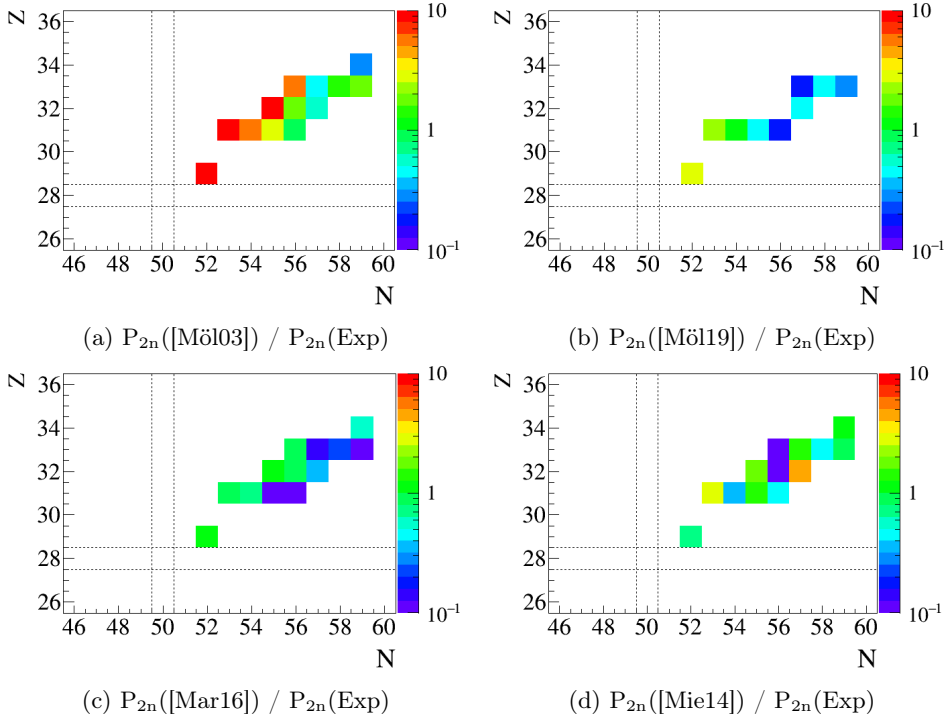 Z
36
34
32
30
28
26
46 48 50 52 54 56 58 60
N
10
1
10⁻¹
(a) P₂ₙ([Möl03]) / P₂ₙ(Exp)
Z
36
34
32
30
28
26
46 48 50 52 54 56 58 60
N
10
1
10⁻¹
(b) P₂ₙ([Möl19]) / P₂ₙ(Exp)
Z
36
34
32
30
28
26
46 48 50 52 54 56 58 60
N
10
1
10⁻¹
(c) P₂ₙ([Mar16]) / P₂ₙ(Exp)
Z
36
34
32
30
28
26
46 48 50 52 54 56 58 60
N
10
1
10⁻¹
(d) P₂ₙ([Mie14]) / P₂ₙ(Exp)